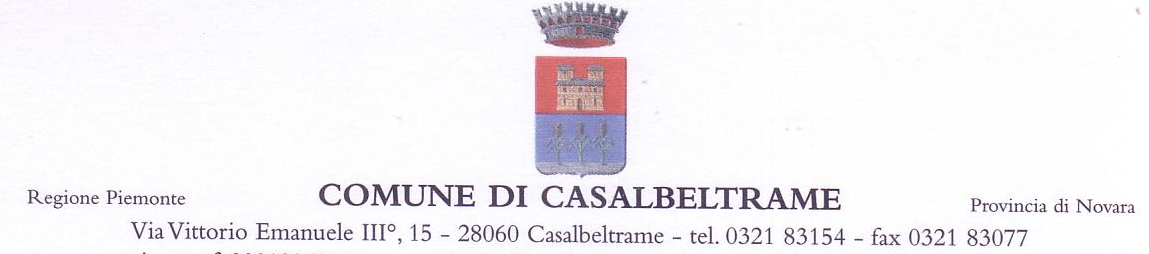 Regione Piemonte COMUNE DI CASALBELTRAME Provincia di Novara
Via Vittorio Emanuele III°, 15 - 28060 Casalbeltrame - tel. 0321 83154 - fax 0321 83077